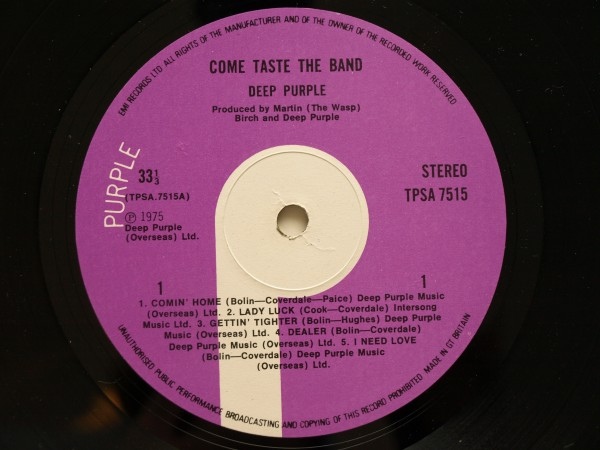 EMI RECORDS LTD ALL RIGHTS OF THE MANUFACTURER AND OF THE OWNER OF THE RECORDED WORK RESERVED
COME TASTE THE BAND
DEEP PURPLE
Produced by Martin (The Wasp)
Birch and Deep Purple
PURPLE
33⅓
(TPSA.7515A)
Ⓟ 1975
Deep Purple
(Overseas) Ltd.
STEREO
TPSA 7515
1 1
1. COMIN' HOME (Bolin—Coverdale—Paice) Deep Purple Music
(Overseas) Ltd. 2. LADY LUCK (Cook—Coverdale) Intersong
Music Ltd. 3. GETTIN' TIGHTER (Bolin—Hughes) Deep Purple
Music (Overseas) Ltd. 4. DEALER (Bolin—Coverdale)
Deep Purple Music (Overseas) Ltd. 5. I NEED LOVE
(Bolin—Coverdale) Deep Purple Music
(Overseas) Ltd.
UNAUTHORISED PUBLIC PERFORMANCE BROADCASTING AND COPYING OF THIS RECORD PROHIBITED MADE IN GT BRITAIN